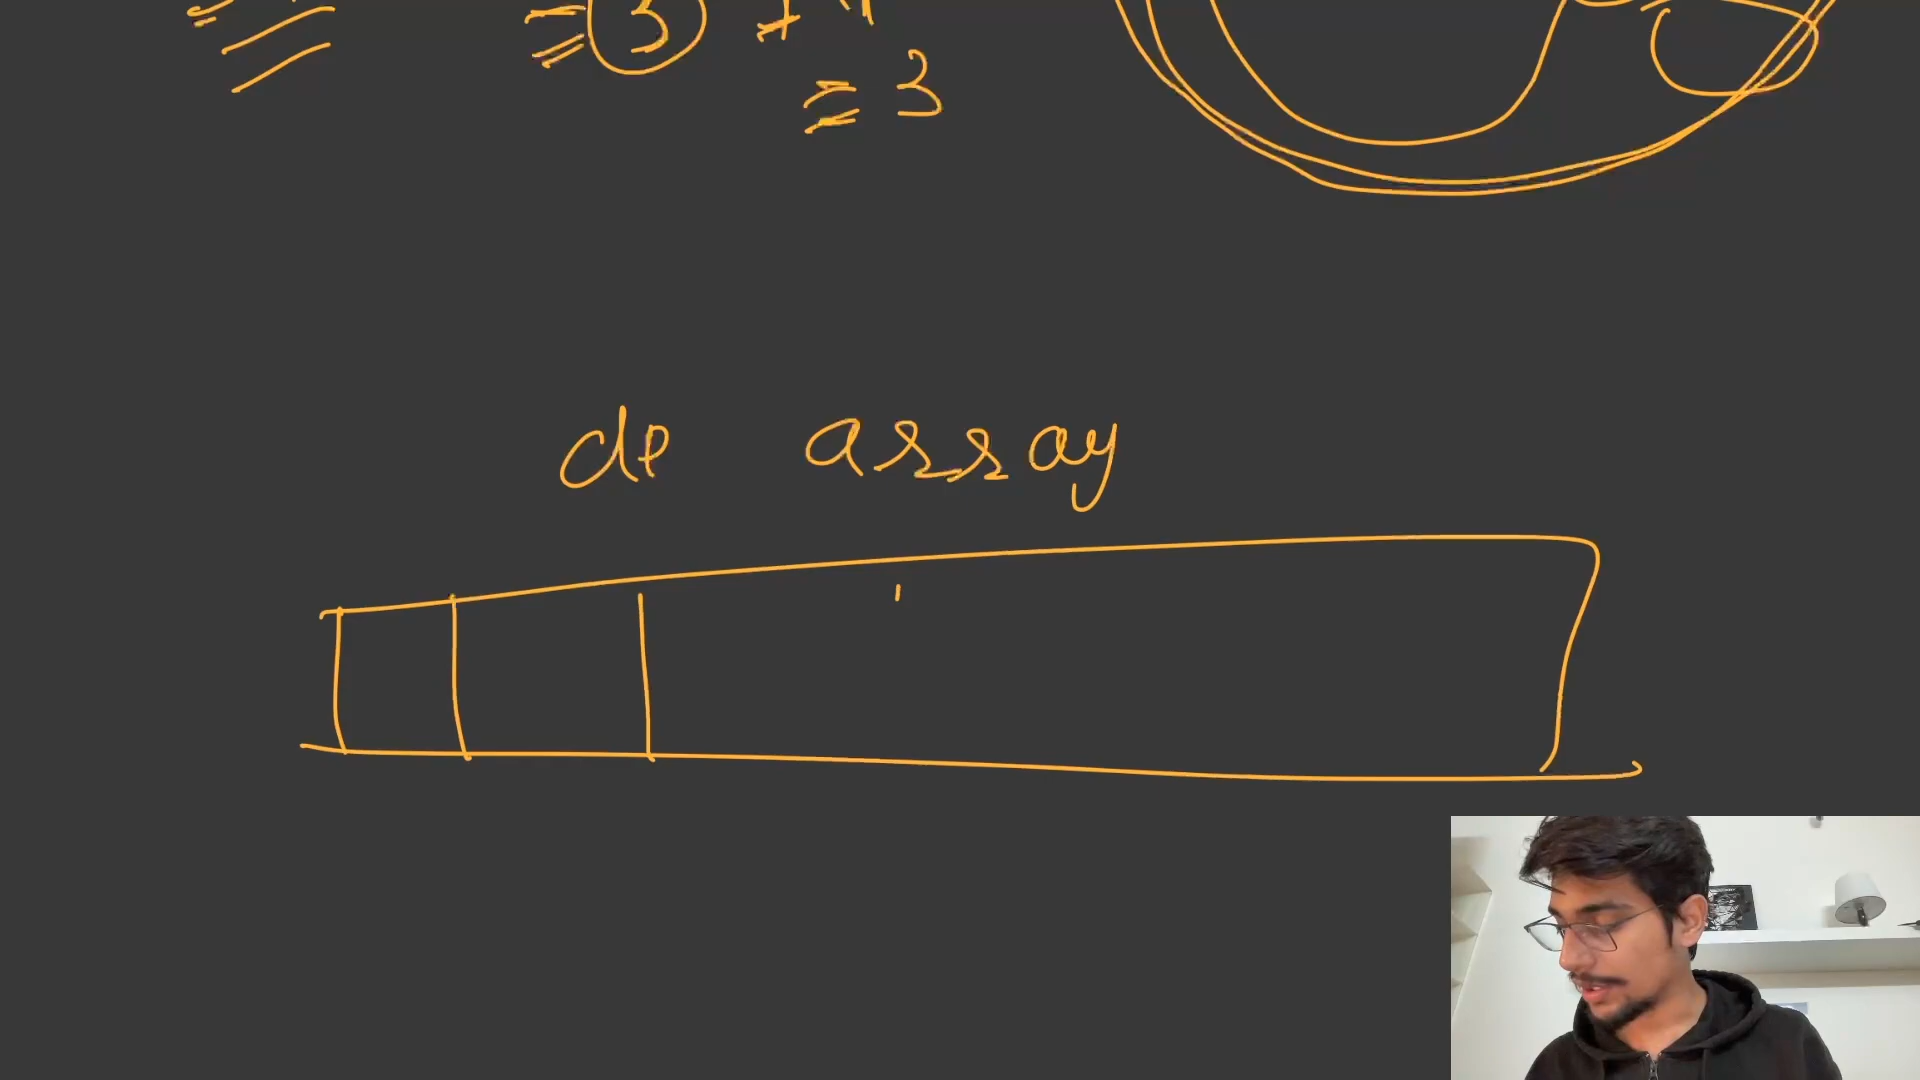 = 3 +
= 3
dp array